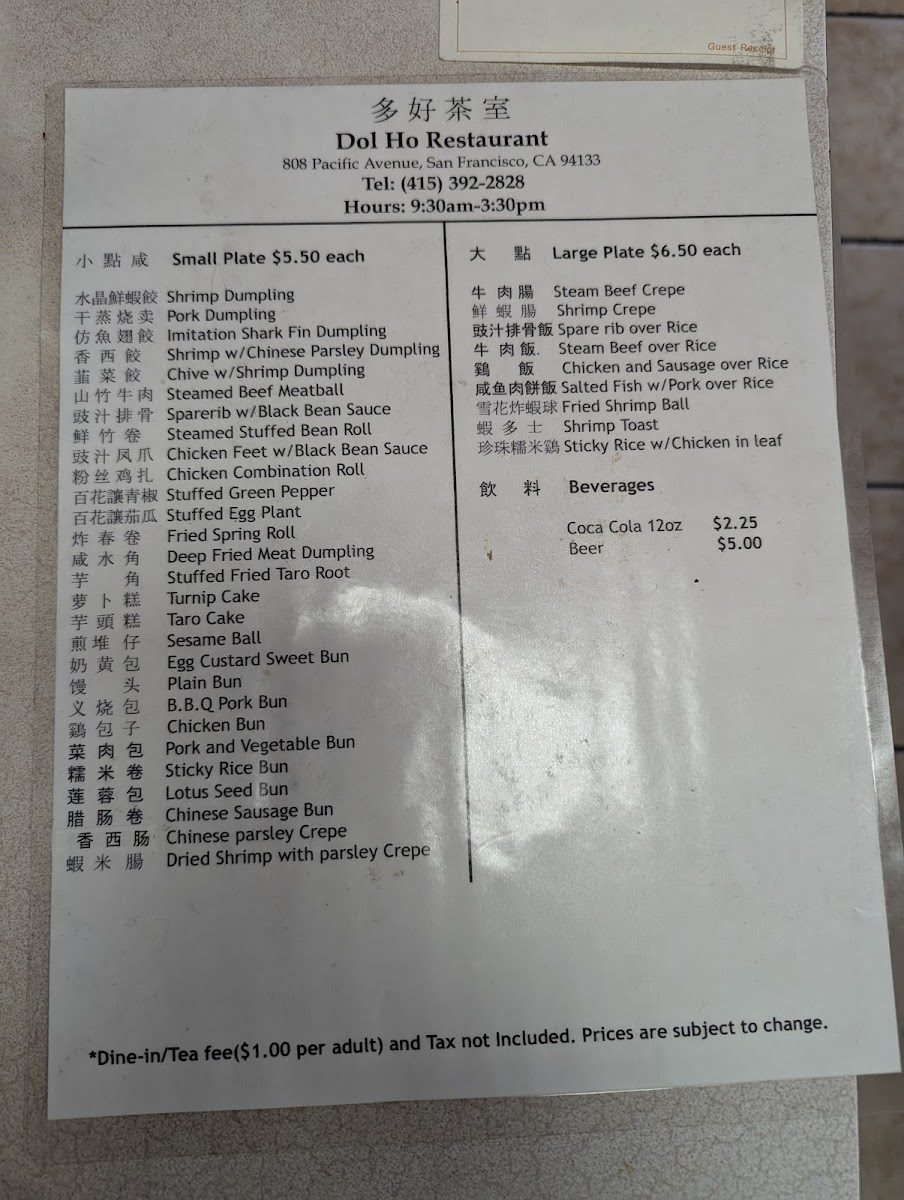 Guest Receipt
多好茶室
Dol Ho Restaurant
808 Pacific Avenue, San Francisco, CA 94133
Tel: (415) 392-2828
Hours: 9:30am-3:30pm
小 點 咸 Small Plate $5.50 each
水晶鮮蝦餃 Shrimp Dumpling
干蒸烧卖 Pork Dumpling
仿魚翅餃 Imitation Shark Fin Dumpling
香西餃 Shrimp w/Chinese Parsley Dumpling
韮菜餃 Chive w/Shrimp Dumpling
山竹牛肉 Steamed Beef Meatball
豉汁排骨 Sparerib w/Black Bean Sauce
鲜竹卷 Steamed Stuffed Bean Roll
豉汁凤爪 Chicken Feet w/Black Bean Sauce
粉丝鸡扎 Chicken Combination Roll
百花讓青椒 Stuffed Green Pepper
百花讓茄瓜 Stuffed Egg Plant
炸春卷 Fried Spring Roll
咸水角 Deep Fried Meat Dumpling
芋 角 Stuffed Fried Taro Root
萝卜糕 Turnip Cake
芋頭糕 Taro Cake
煎堆仔 Sesame Ball
奶黄包 Egg Custard Sweet Bun
馒 头 Plain Bun
义烧包 B.B.Q Pork Bun
鷄包子 Chicken Bun
菜肉包 Pork and Vegetable Bun
糯米卷 Sticky Rice Bun
莲蓉包 Lotus Seed Bun
腊肠卷 Chinese Sausage Bun
香西肠 Chinese parsley Crepe
蝦米腸 Dried Shrimp with parsley Crepe
大 點 Large Plate $6.50 each
牛肉腸 Steam Beef Crepe
鲜蝦腸 Shrimp Crepe
豉汁排骨飯 Spare rib over Rice
牛肉飯. Steam Beef over Rice
鷄 飯 Chicken and Sausage over Rice
咸鱼肉餅飯 Salted Fish w/Pork over Rice
雪花炸蝦球 Fried Shrimp Ball
蝦多士 Shrimp Toast
珍珠糯米鷄 Sticky Rice w/Chicken in leaf
飲 料 Beverages
Coca Cola 12oz $2.25
Beer $5.00
*Dine-in/Tea fee($1.00 per adult) and Tax not Included. Prices are subject to change.